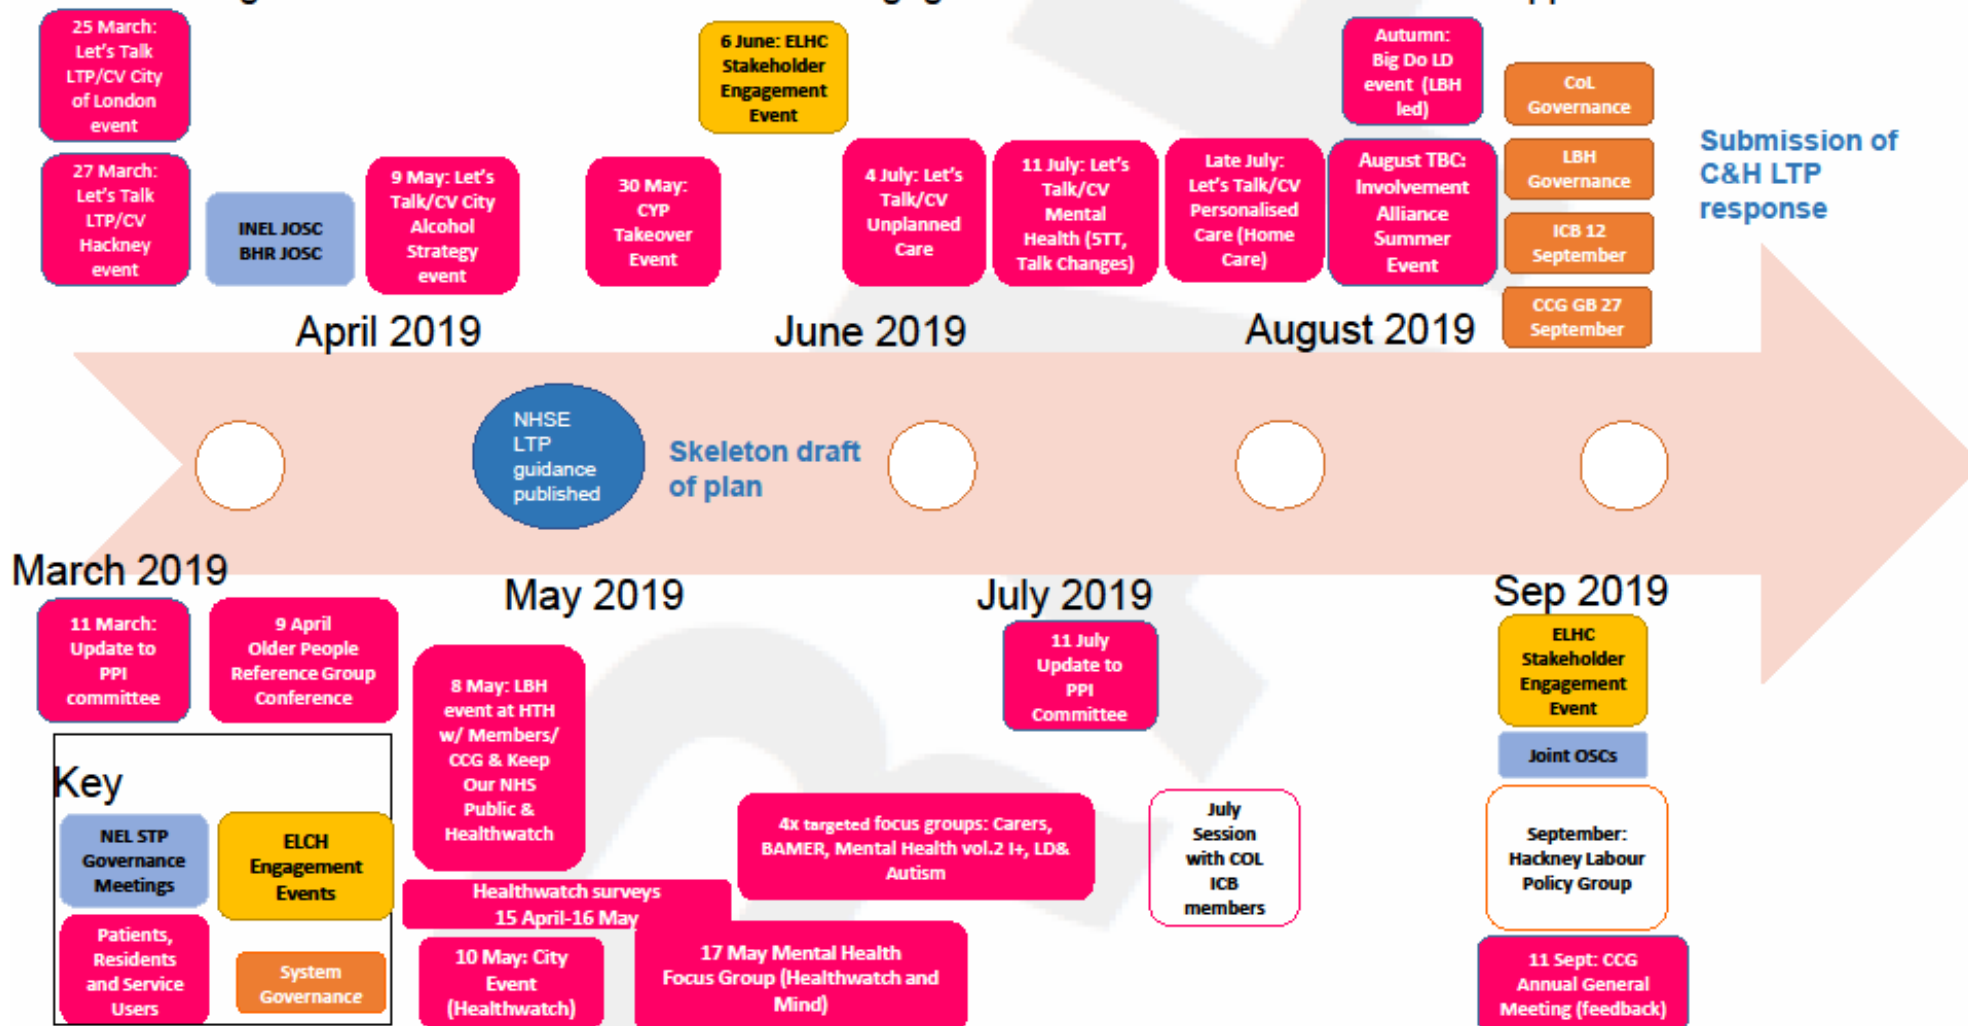 25 March:
Let's Talk
LTP/CV City
of London
event
6 June: ELHC
Stakeholder
Engagement
Event
Autumn:
Big Do LD
event (LBH
led)
CoL
Governance
27 March:
Let's Talk
LTP/CV
Hackney
event
INEL JOSC
BHR JOSC
9 May: Let's
Talk/CV City
Alcohol
Strategy
event
30 May:
CYP
Takeover
Event
4 July: Let's
Talk/CV
Unplanned
Care
11 July: Let's
Talk/CV
Mental
Health (5TT,
Talk Changes)
Late July:
Let's Talk/CV
Personalised
Care (Home
Care)
August TBC:
Involvement
Alliance
Summer
Event
LBH
Governance
ICB 12
September
CCG GB 27
September
Submission of
C&H LTP
response
April 2019
June 2019
August 2019
NHSE
LTP
guidance
published
Skeleton draft
of plan
March 2019
May 2019
July 2019
Sep 2019
11 March:
Update to
PPI
committee
9 April
Older People
Reference Group
Conference
8 May: LBH
event at HTH
w/ Members/
CCG & Keep
Our NHS
Public &
Healthwatch
11 July
Update to
PPI
Committee
ELHC
Stakeholder
Engagement
Event
Joint OSCs
Key
NEL STP
Governance
Meetings
ELCH
Engagement
Events
Patients,
Residents
and Service
Users
System
Governance
Healthwatch surveys
15 April-16 May
10 May: City
Event
(Healthwatch)
4x targeted focus groups: Carers,
BAMER, Mental Health vol.2 I+, LD&
Autism
17 May Mental Health
Focus Group (Healthwatch and
Mind)
July
Session
with COL
ICB
members
September:
Hackney Labour
Policy Group
11 Sept: CCG
Annual General
Meeting (feedback)